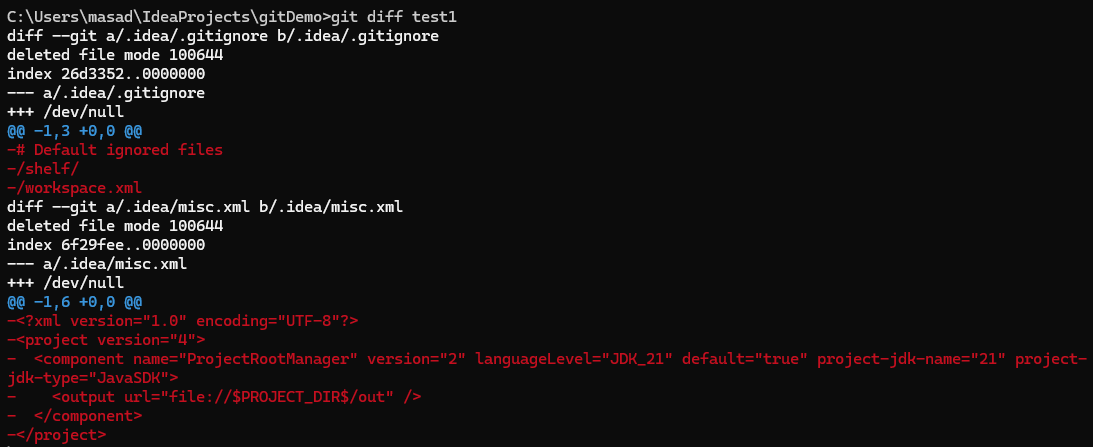 C:\Users\masad\IdeaProjects\gitDemo>git diff test1
diff --git a/.idea/.gitignore b/.idea/.gitignore
deleted file mode 100644
index 26d3352..0000000
--- a/.idea/.gitignore
+++ /dev/null
@@ -1,3 +0,0 @@
-# Default ignored files
-/shelf/
-/workspace.xml
diff --git a/.idea/misc.xml b/.idea/misc.xml
deleted file mode 100644
index 6f29fee..0000000
--- a/.idea/misc.xml
+++ /dev/null
@@ -1,6 +0,0 @@
-<?xml version="1.0" encoding="UTF-8"?>
-<project version="4">
-  <component name="ProjectRootManager" version="2" languageLevel="JDK_21" default="true" project-jdk-name="21" project-
jdk-type="JavaSDK">
-    <output url="file://$PROJECT_DIR$/out" />
-  </component>
-</project>